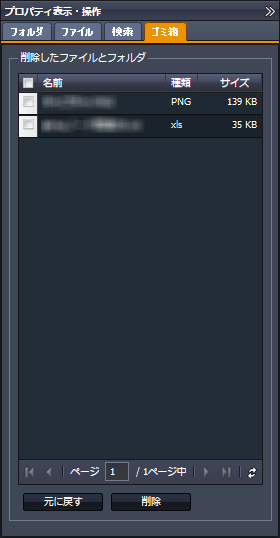 プロパティ表示・操作
フォルダ ファイル 検索 ゴミ箱
削除したファイルとフォルダ
名前 種類 サイズ
PNG 139 KB
xls 35 KB
ページ 1 / 1ページ中
元に戻す 削除